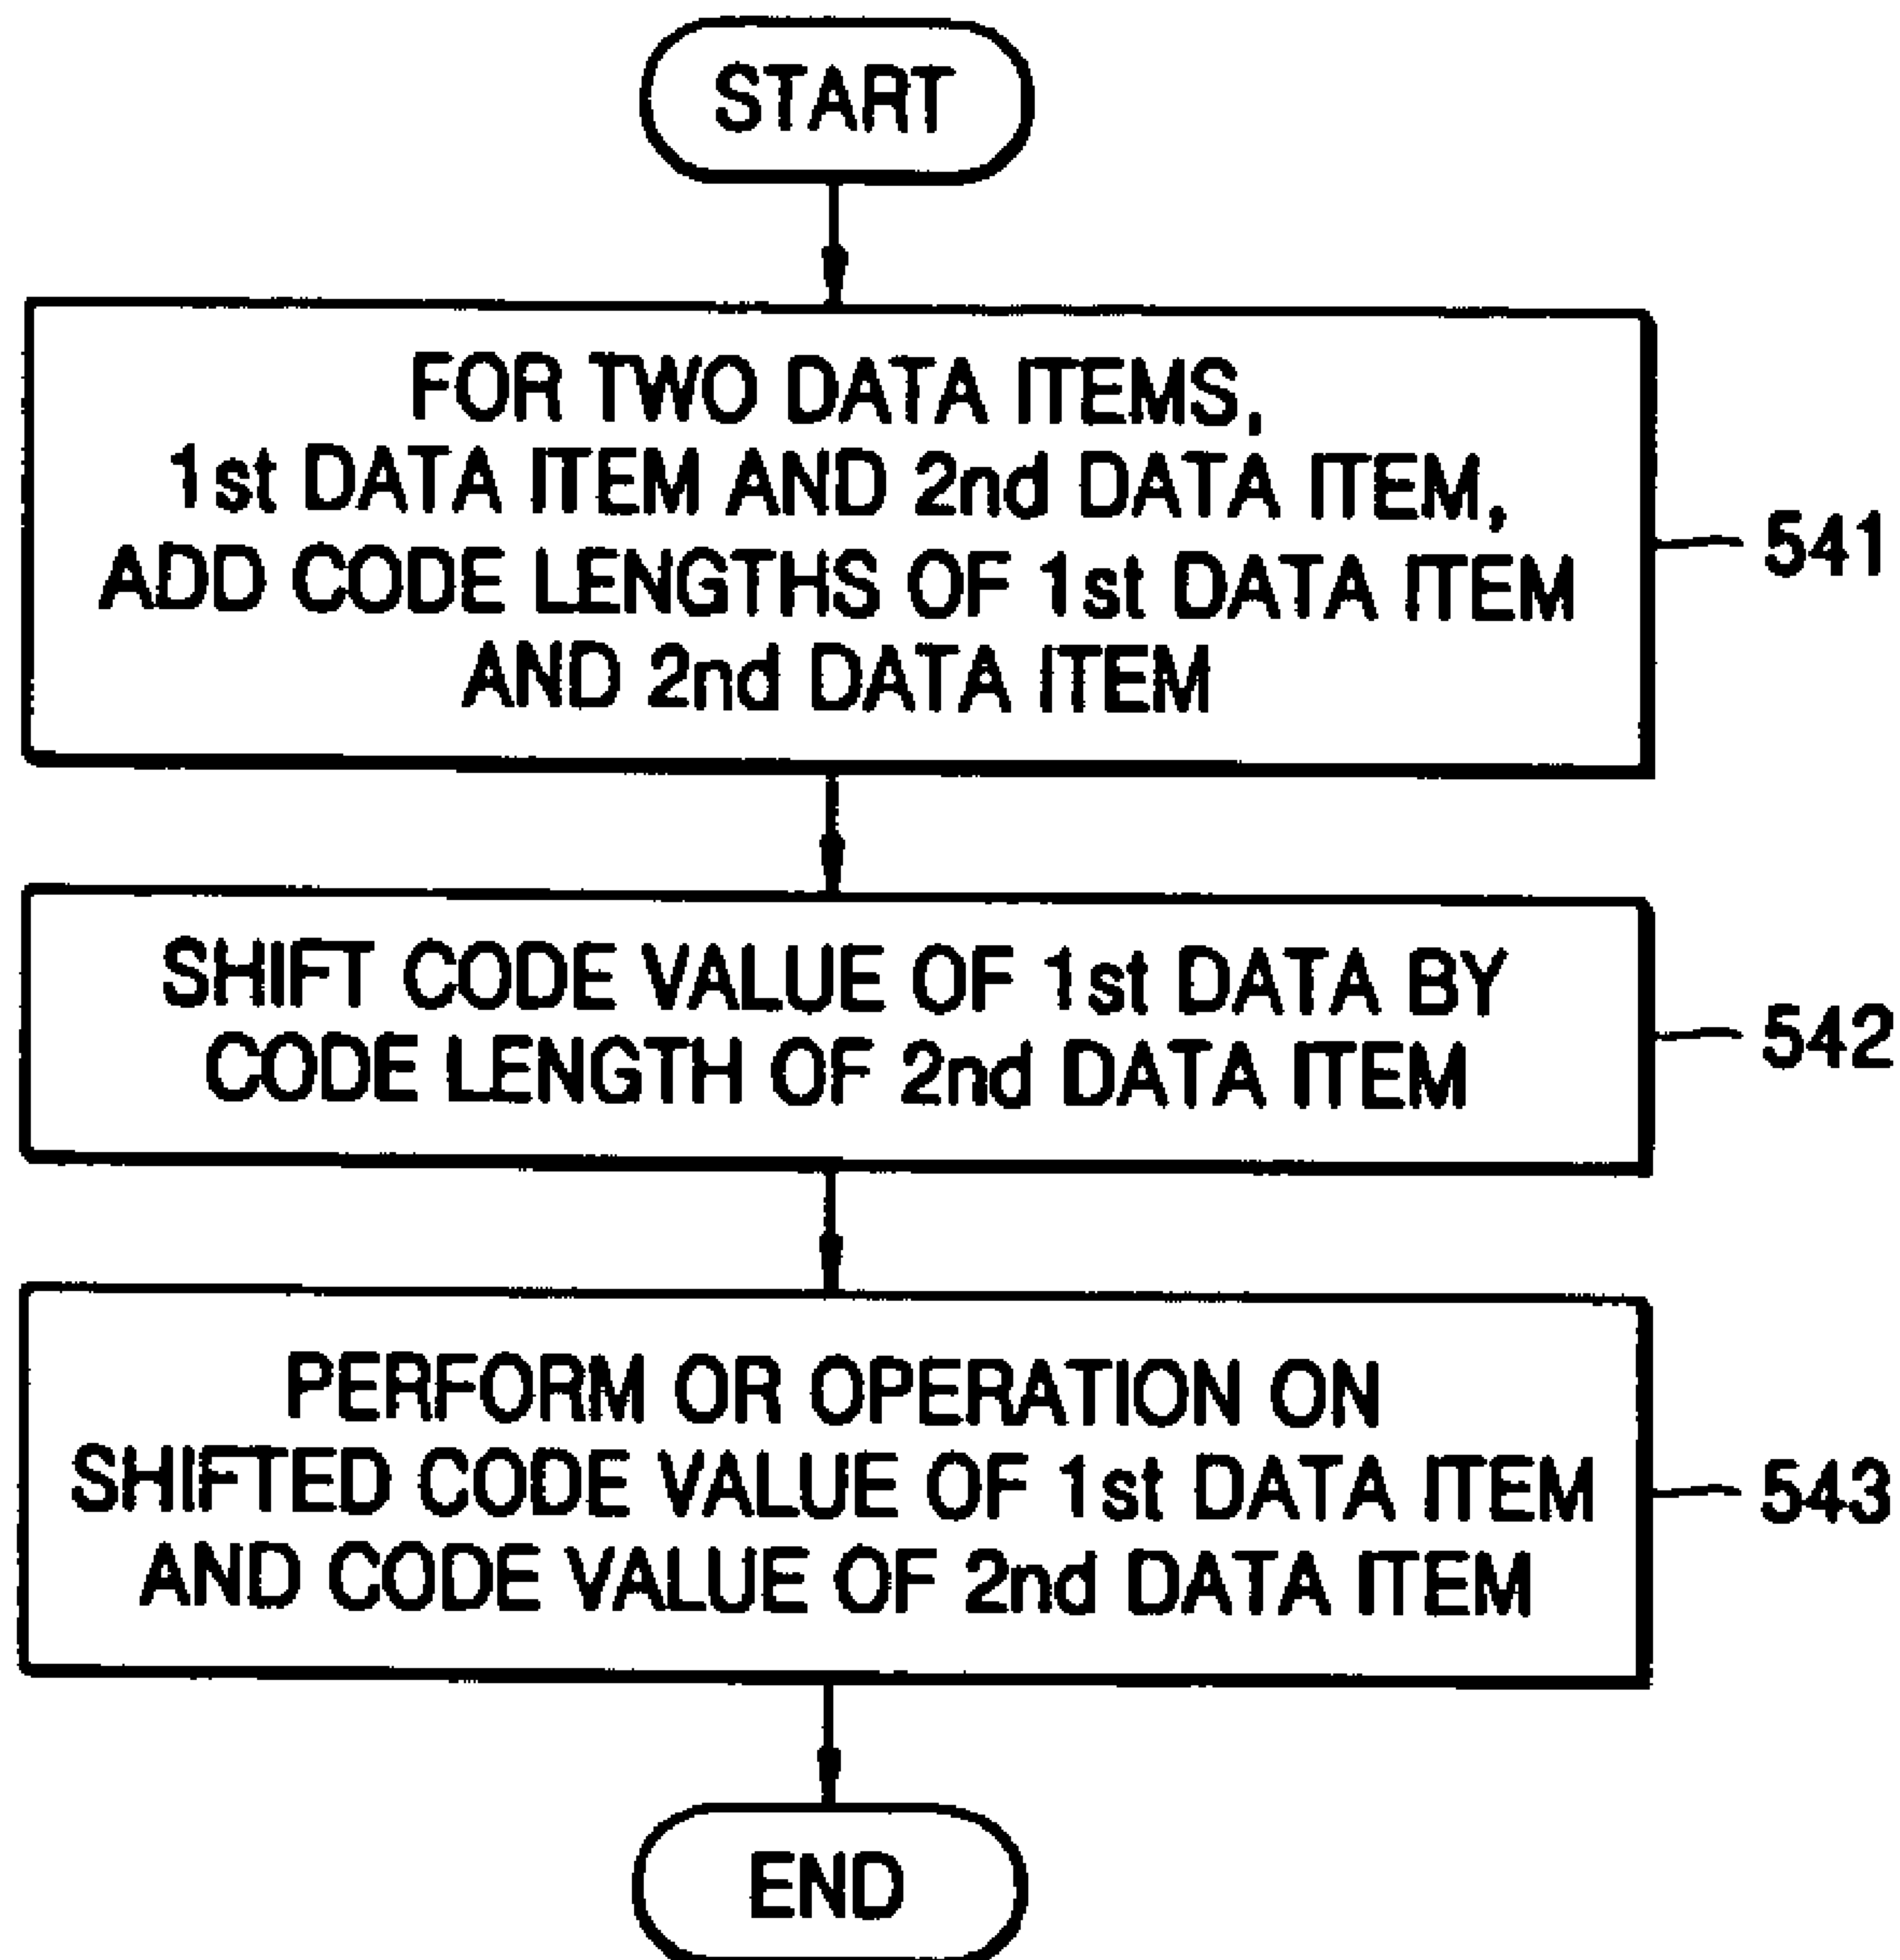 START
FOR TWO DATA ITEMS,
1st DATA ITEM AND 2nd DATA ITEM,
ADD CODE LENGTHS OF 1st DATA ITEM
AND 2nd DATA ITEM
541
SHIFT CODE VALUE OF 1st DATA BY
CODE LENGTH OF 2nd DATA ITEM
542
PERFORM OR OPERATION ON
SHIFTED CODE VALUE OF 1st DATA ITEM
AND CODE VALUE OF 2nd DATA ITEM
543
END